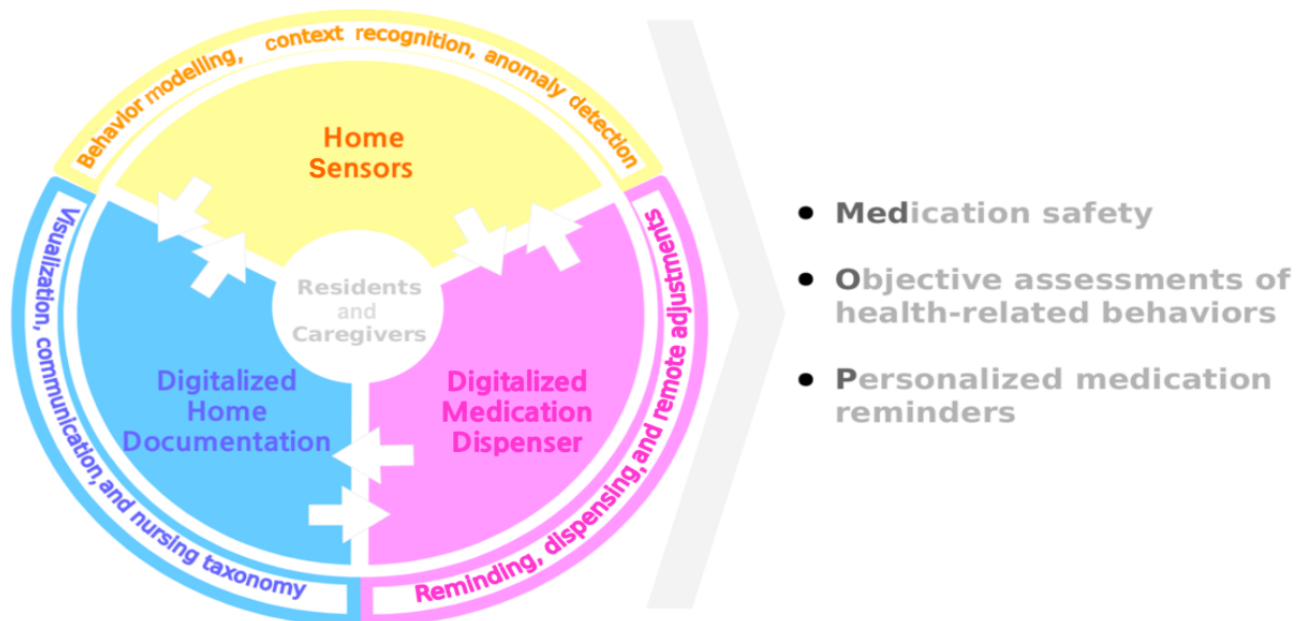 Behavior modelling, context recognition, anomaly detection
Home
Sensors
Residents
and
Caregivers
Visualization, communication,and nursing taxonomy
Digitalized
Home
Documentation
Digitalized
Medication
Dispenser
Reminding, dispensing,and remote adjustments
• Medication safety
• Objective assessments of
health-related behaviors
• Personalized medication
reminders